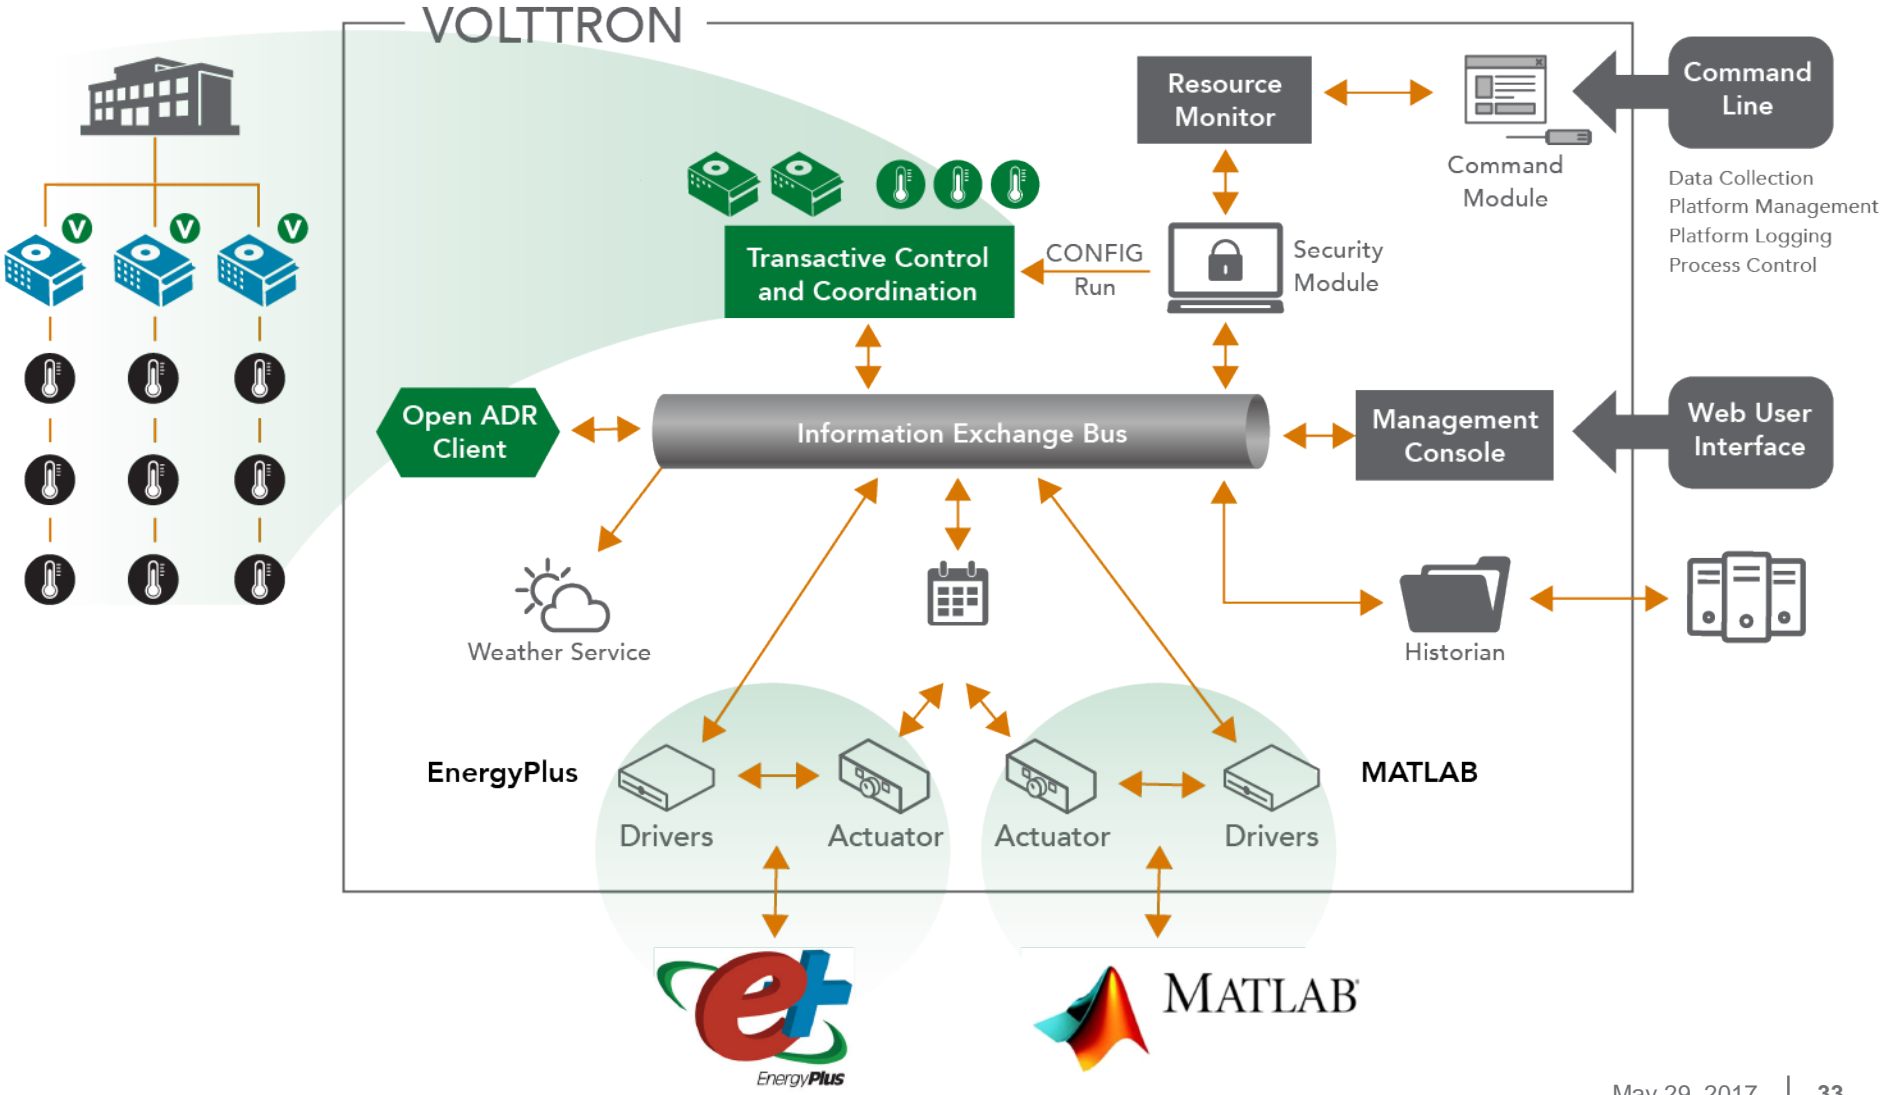 VOLTTRON
Resource
Monitor
Command
Module
Command
Line
Data Collection
Platform Management
Platform Logging
Process Control
V
V
V
Transactive Control
and Coordination
CONFIG
Run
Security
Module
Open ADR
Client
Information Exchange Bus
Management
Console
Web User
Interface
Weather Service
Historian
EnergyPlus
Drivers
Actuator
Actuator
Drivers
MATLAB
e+
EnergyPlus
MATLAB
May 29, 2017 | 33